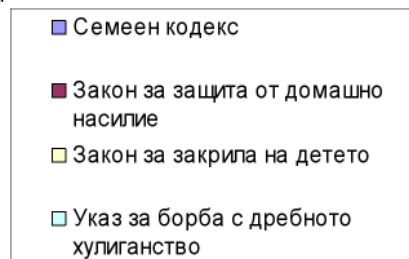 Семеен кодекс
Закон за защита от домашно
насилие
Закон за закрила на детето
Указ за борба с дребното
хулиганство